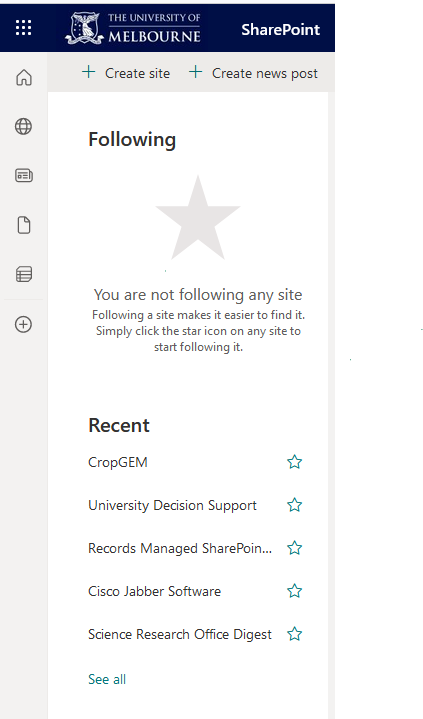 THE UNIVERSITY OF
MELBOURNE
SharePoint
+ Create site + Create news post
Following
You are not following any site
Following a site makes it easier to find it.
Simply click the star icon on any site to
start following it.
Recent
CropGEM
University Decision Support
Records Managed SharePoin...
Cisco Jabber Software
Science Research Office Digest
See all